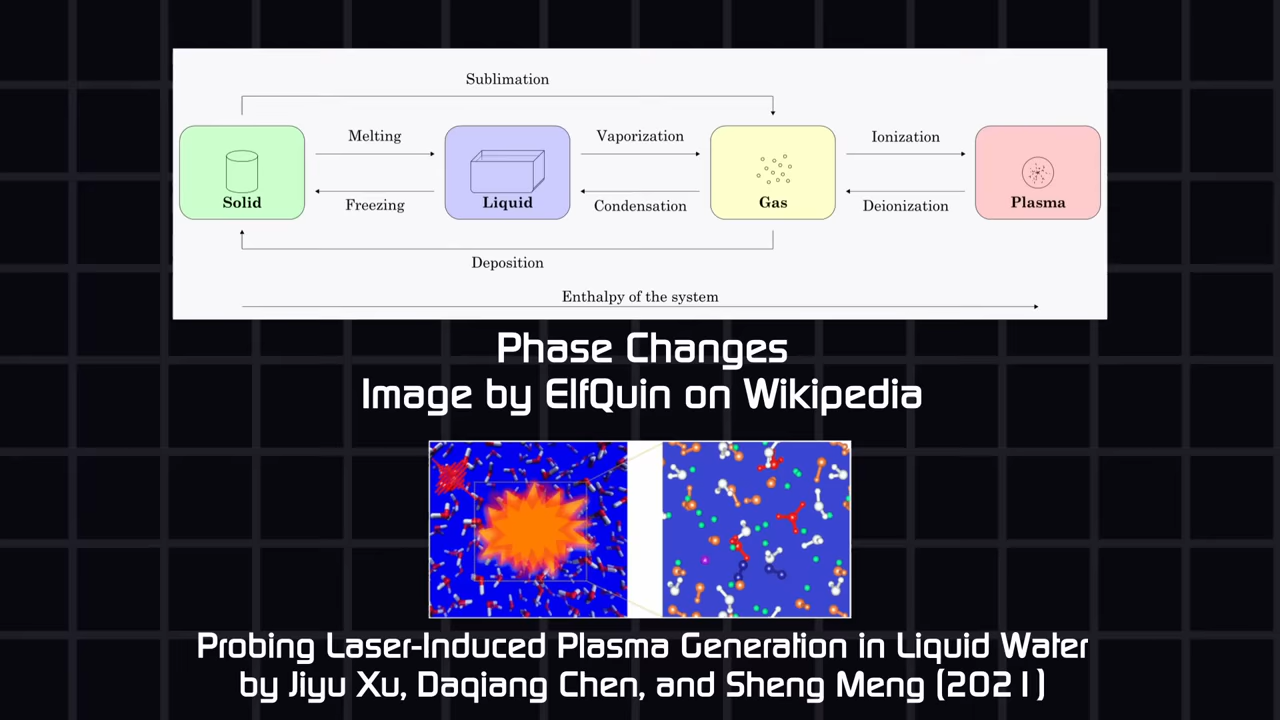 Sublimation
Melting
Vaporization
Ionization
Solid
Liquid
Gas
Plasma
Freezing
Condensation
Deionization
Deposition
Enthalpy of the system
Phase Changes
Image by ElfQuin on Wikipedia
Probing Laser-Induced Plasma Generation in Liquid Water
by Jiyu Xu, Daqiang Chen, and Sheng Meng (2021)